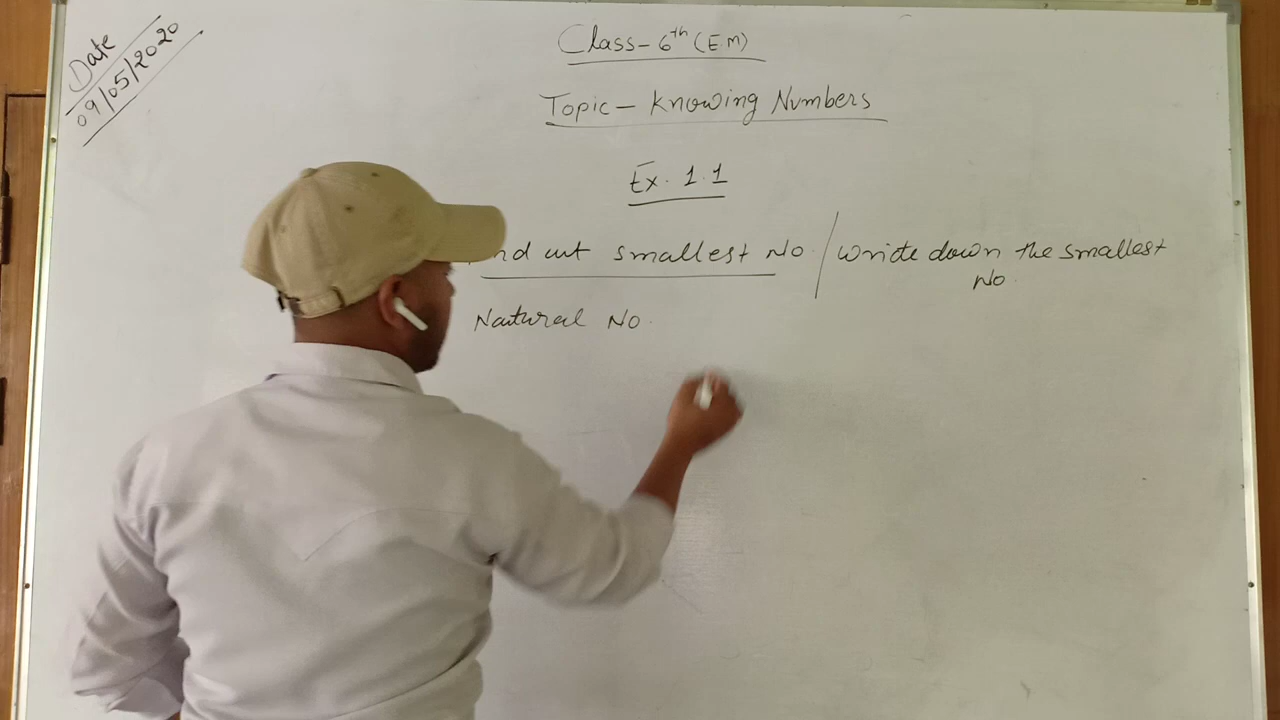 Date
09/05/2020
Class-6th (E.M)
Topic - Knowing Numbers
Ex. 1.1
nd out smallest No. / write down the smallest
No.
Natural No.